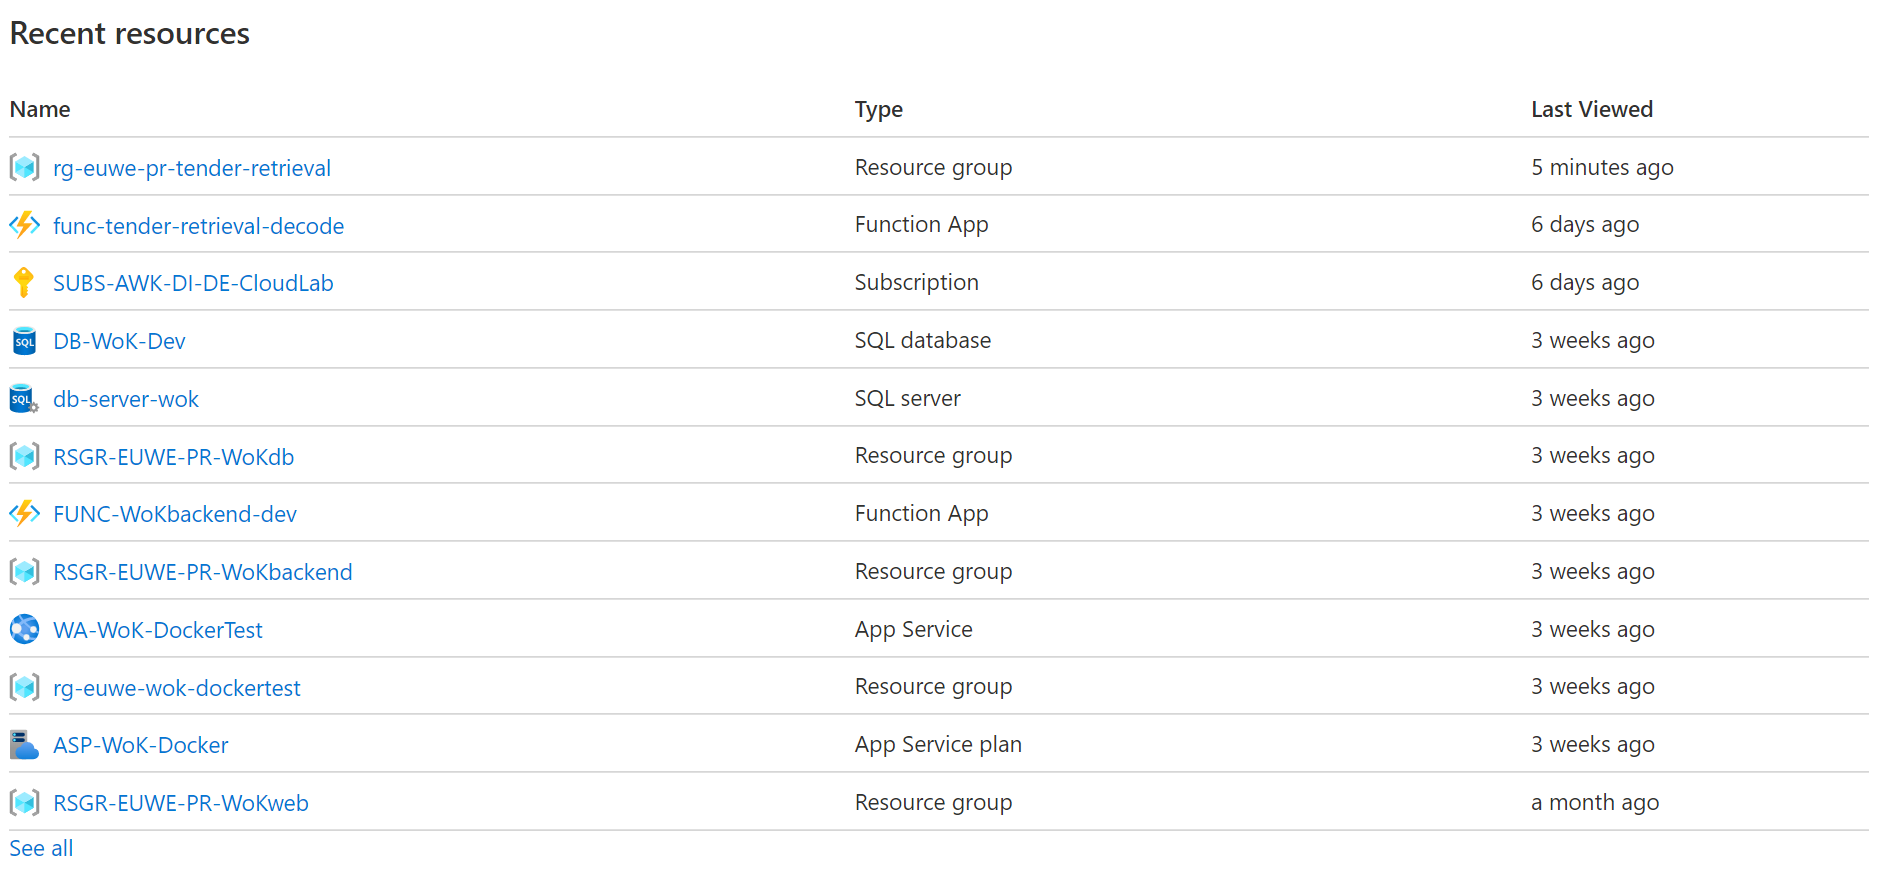 Recent resources
Name Type Last Viewed
rg-euwe-pr-tender-retrieval Resource group 5 minutes ago
func-tender-retrieval-decode Function App 6 days ago
SUBS-AWK-DI-DE-CloudLab Subscription 6 days ago
SQL DB-WoK-Dev SQL database 3 weeks ago
SQL db-server-wok SQL server 3 weeks ago
RSGR-EUWE-PR-WoKdb Resource group 3 weeks ago
FUNC-WoKbackend-dev Function App 3 weeks ago
RSGR-EUWE-PR-WoKbackend Resource group 3 weeks ago
WA-WoK-DockerTest App Service 3 weeks ago
rg-euwe-wok-dockertest Resource group 3 weeks ago
ASP-WoK-Docker App Service plan 3 weeks ago
RSGR-EUWE-PR-WoKweb Resource group a month ago
See all